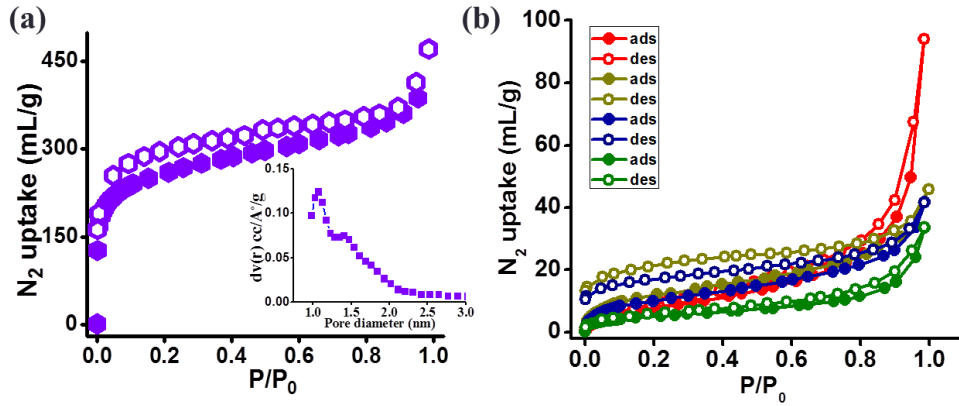 (a)
N₂ uptake (mL/g)
450
300
150
0
0.0 0.2 0.4 0.6 0.8 1.0
P/P₀
dv(r) cc/A°/g
0.15
0.10
0.05
0.00
1.0 1.5 2.0 2.5 3.0
Pore diameter (nm)
(b)
N₂ uptake (mL/g)
100
80
60
40
20
0
ads
des
ads
des
ads
des
ads
des
0.0 0.2 0.4 0.6 0.8 1.0
P/P₀